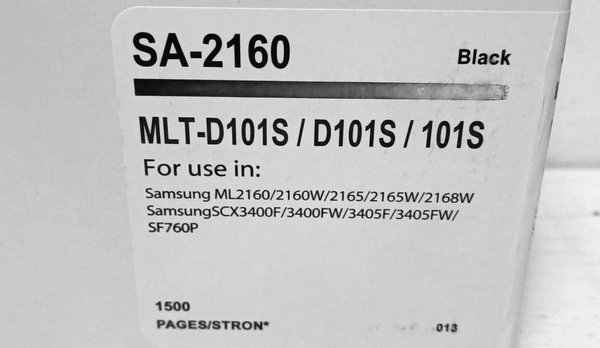 SA-2160
Black
MLT-D101S / D101S / 101S
For use in:
Samsung ML2160/2160W/2165/2165W/2168W
SamsungSCX3400F/3400FW/3405F/3405FW/
SF760P
1500
PAGES/STRON*
013